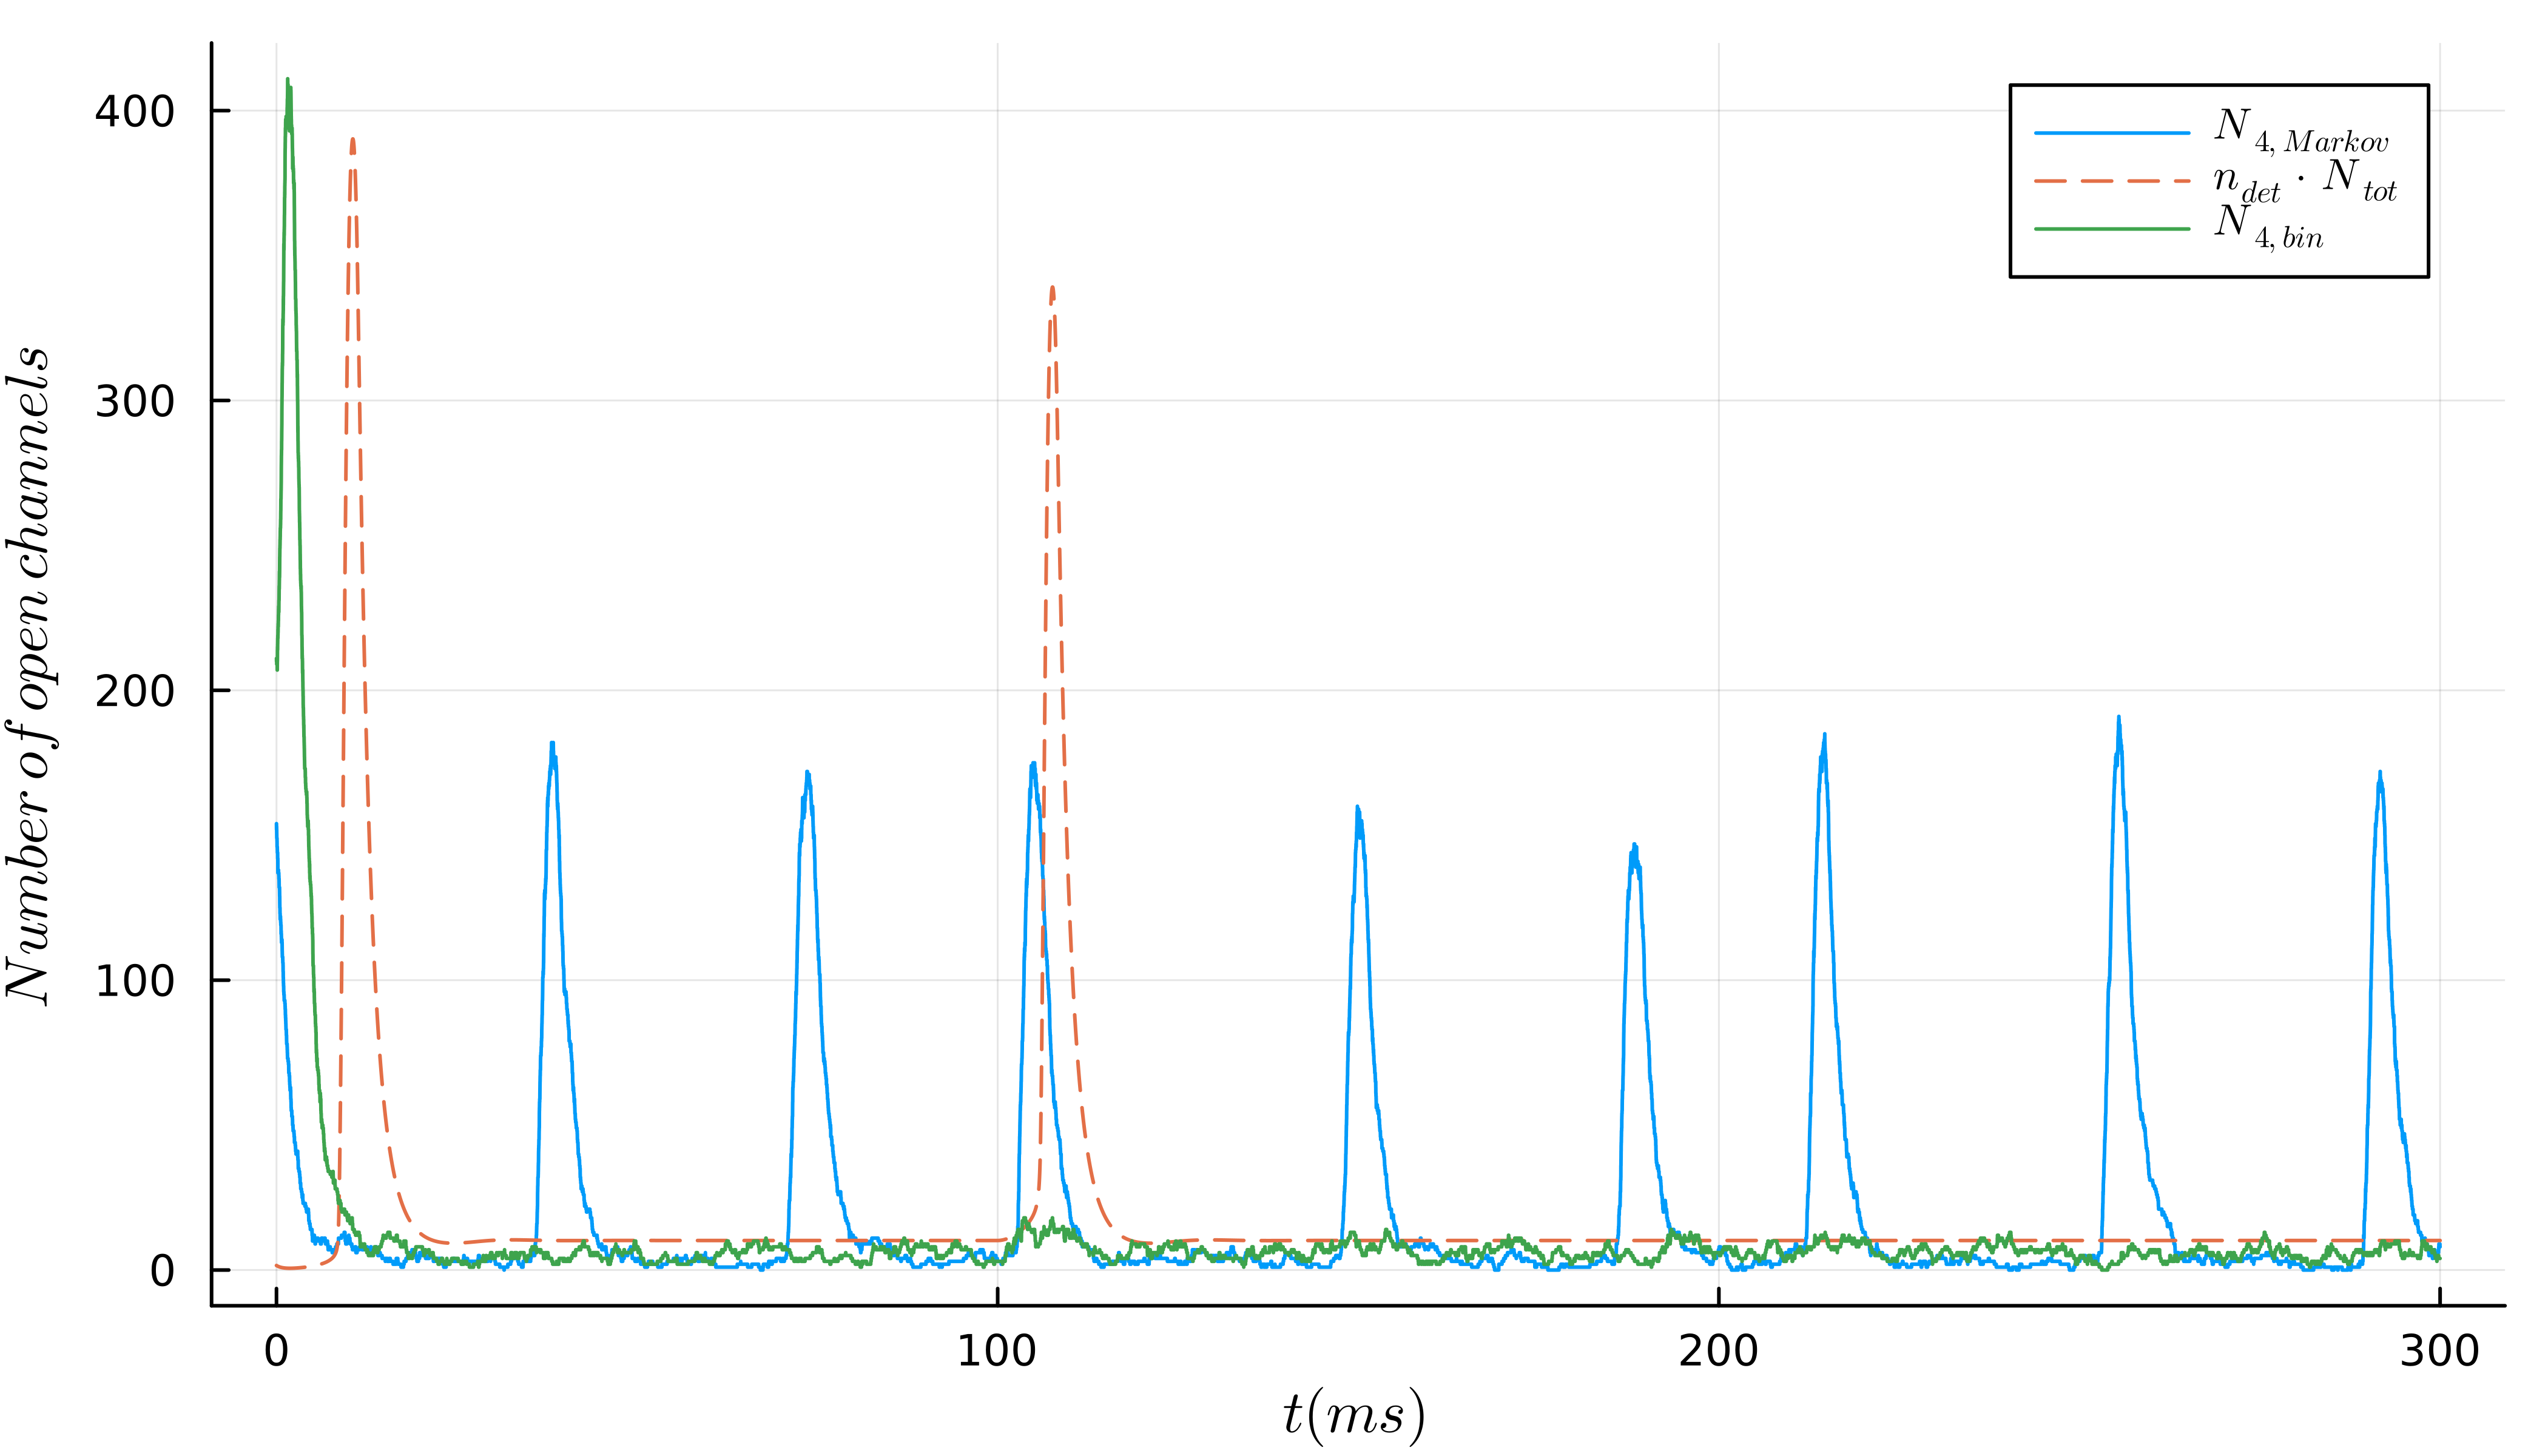 Number of open channels
400
300
200
100
0
0 100 200 300
t(ms)
N4, Markov
ndet · Ntot
N4, bin